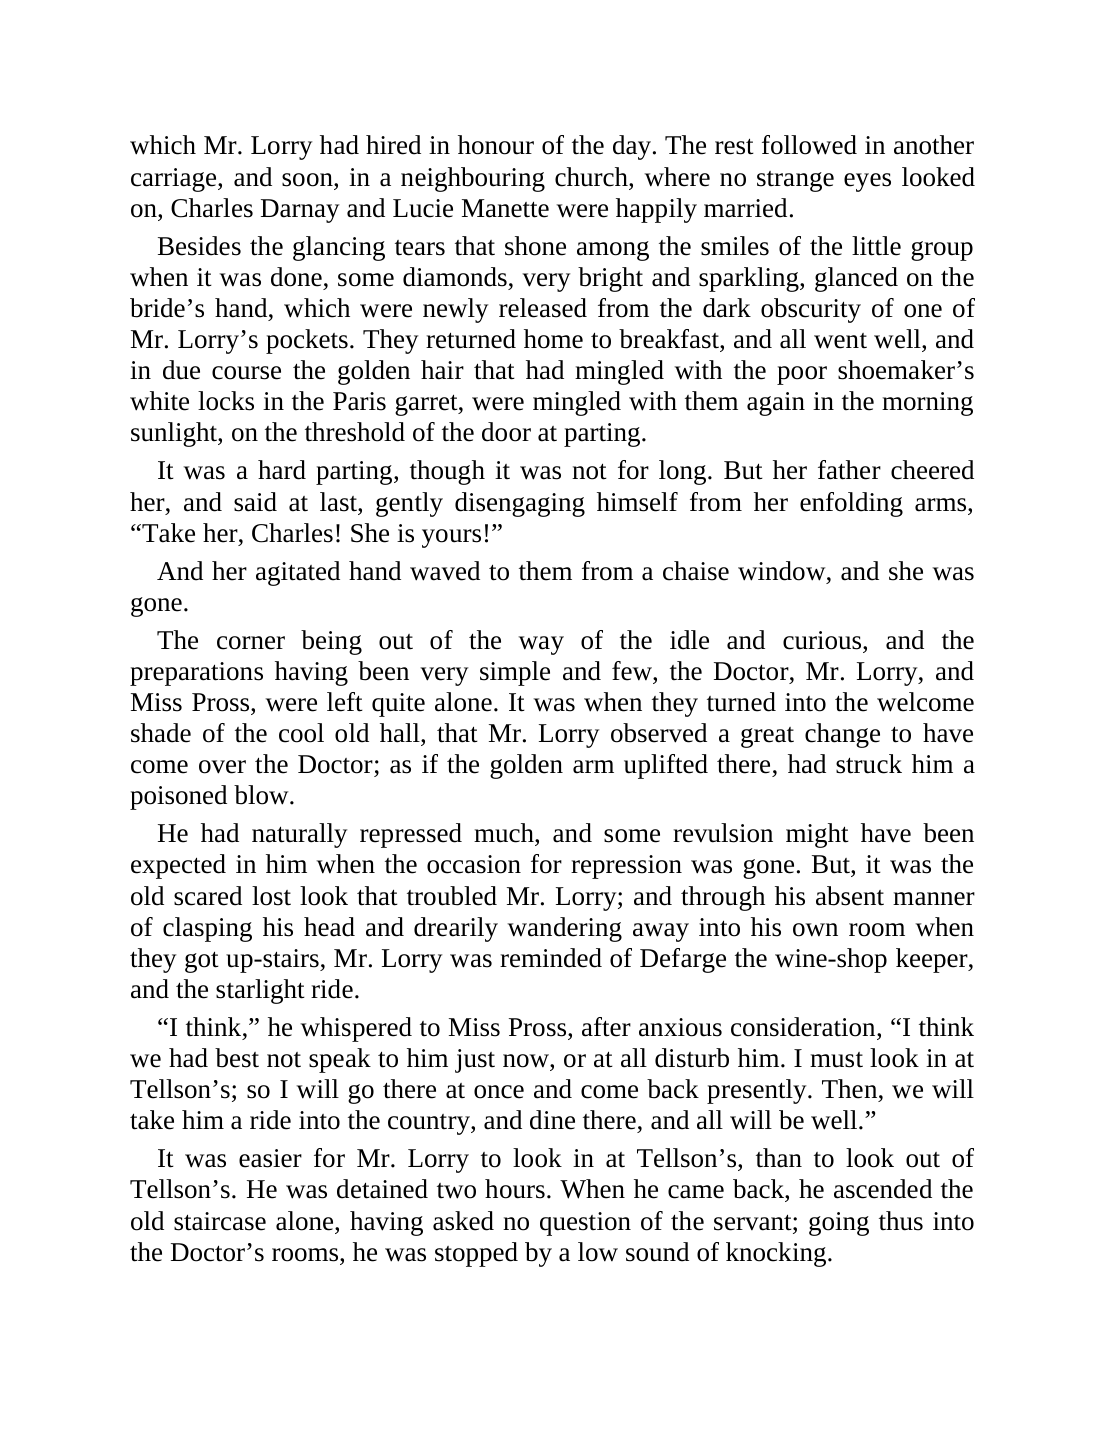 which Mr. Lorry had hired in honour of the day. The rest followed in another
carriage, and soon, in a neighbouring church, where no strange eyes looked
on, Charles Darnay and Lucie Manette were happily married.
Besides the glancing tears that shone among the smiles of the little group
when it was done, some diamonds, very bright and sparkling, glanced on the
bride’s hand, which were newly released from the dark obscurity of one of
Mr. Lorry’s pockets. They returned home to breakfast, and all went well, and
in due course the golden hair that had mingled with the poor shoemaker’s
white locks in the Paris garret, were mingled with them again in the morning
sunlight, on the threshold of the door at parting.
It was a hard parting, though it was not for long. But her father cheered
her, and said at last, gently disengaging himself from her enfolding arms,
“Take her, Charles! She is yours!”
And her agitated hand waved to them from a chaise window, and she was
gone.
The corner being out of the way of the idle and curious, and the
preparations having been very simple and few, the Doctor, Mr. Lorry, and
Miss Pross, were left quite alone. It was when they turned into the welcome
shade of the cool old hall, that Mr. Lorry observed a great change to have
come over the Doctor; as if the golden arm uplifted there, had struck him a
poisoned blow.
He had naturally repressed much, and some revulsion might have been
expected in him when the occasion for repression was gone. But, it was the
old scared lost look that troubled Mr. Lorry; and through his absent manner
of clasping his head and drearily wandering away into his own room when
they got up-stairs, Mr. Lorry was reminded of Defarge the wine-shop keeper,
and the starlight ride.
“I think,” he whispered to Miss Pross, after anxious consideration, “I think
we had best not speak to him just now, or at all disturb him. I must look in at
Tellson’s; so I will go there at once and come back presently. Then, we will
take him a ride into the country, and dine there, and all will be well.”
It was easier for Mr. Lorry to look in at Tellson’s, than to look out of
Tellson’s. He was detained two hours. When he came back, he ascended the
old staircase alone, having asked no question of the servant; going thus into
the Doctor’s rooms, he was stopped by a low sound of knocking.